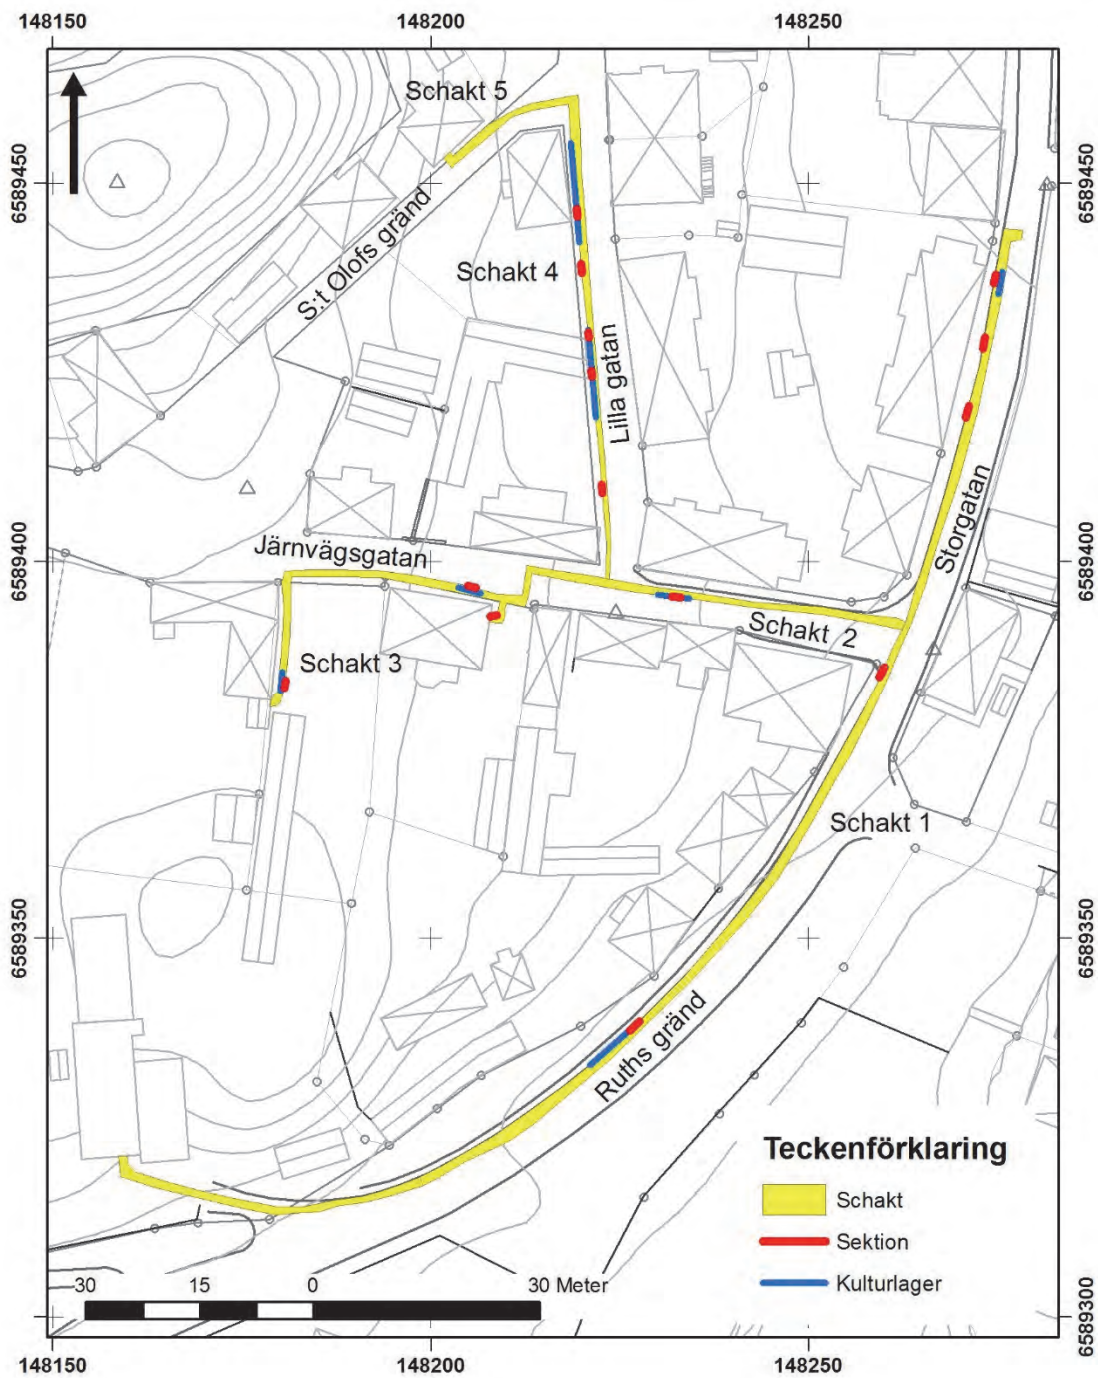 148150 148200 148250
Schakt 5
6589450 6589450
S:t Olofs gränd
Schakt 4
Lilla gatan
Storgatan
6589400 6589400
Järnvägsgatan
Schakt 2
Schakt 3
Schakt 1
6589350 6589350
Ruths gränd
Teckenförklaring
Schakt
Sektion
Kulturlager
30 15 0 30 Meter
6589300
148150 148200 148250